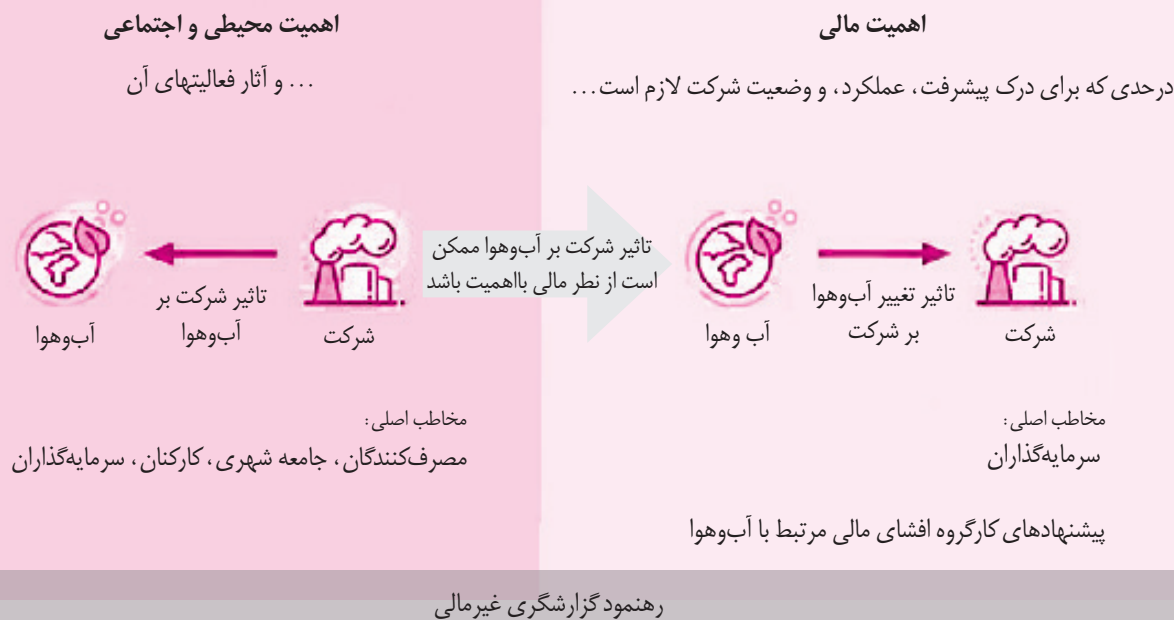 اهمیت مالی
درحدی که برای درک پیشرفت، عملکرد، و وضعیت شرکت لازم است...
شرکت
تاثیر تغییر آب‌وهوا
بر شرکت
آب وهوا
مخاطب اصلی:
سرمایه‌گذاران
پیشنهادهای کارگروه افشای مالی مرتبط با آب‌وهوا
تاثیر شرکت بر آب‌وهوا ممکن
است از نطر مالی بااهمیت باشد
اهمیت محیطی و اجتماعی
... و آثار فعالیتهای آن
شرکت
تاثیر شرکت بر
آب‌وهوا
آب‌وهوا
مخاطب اصلی:
مصرف‌کنندگان، جامعه شهری، کارکنان، سرمایه‌گذاران
رهنمود گزارشگری غیرمالی